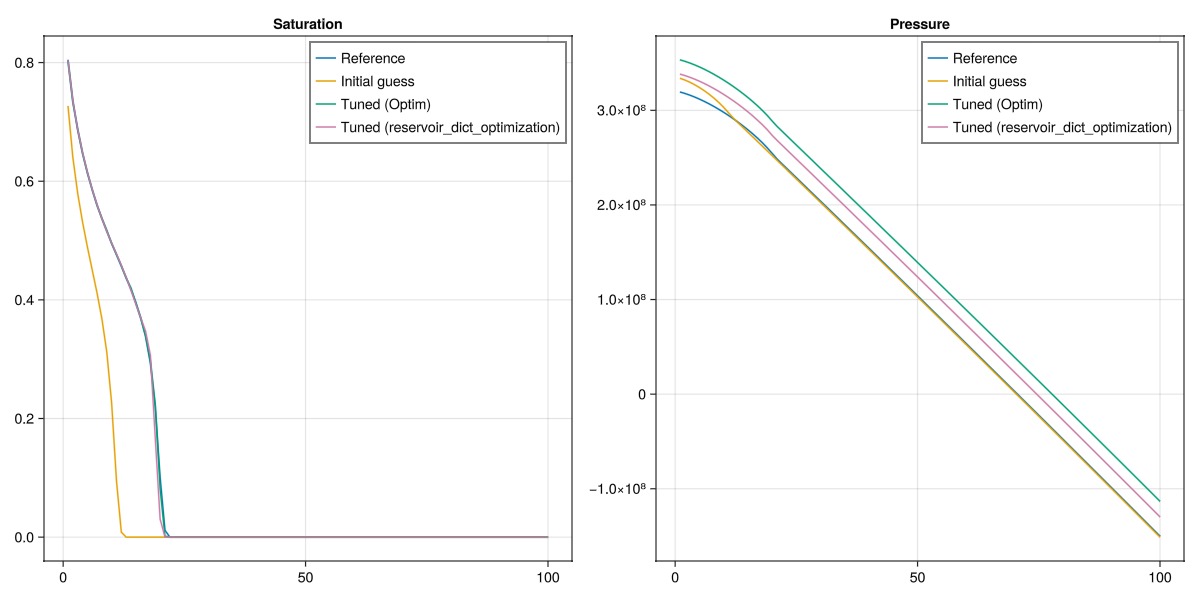 Saturation
Reference
Initial guess
Tuned (Optim)
Tuned (reservoir_dict_optimization)
0.8
0.6
0.4
0.2
0.0
0
50
100
Pressure
Reference
Initial guess
Tuned (Optim)
Tuned (reservoir_dict_optimization)
3.0×10⁸
2.0×10⁸
1.0×10⁸
0
−1.0×10⁸
0
50
100